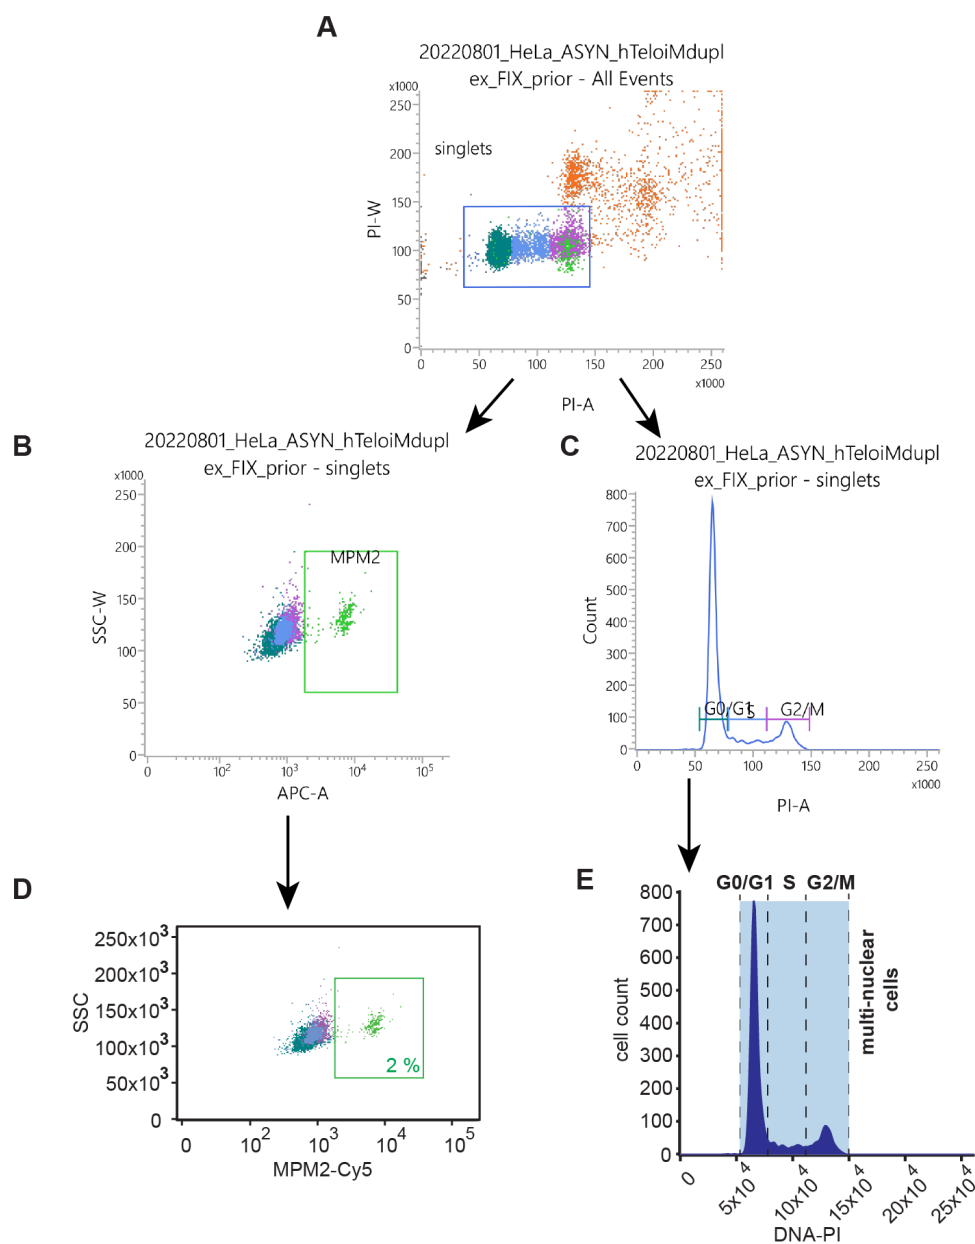 A
20220801_HeLa_ASYN_hTeloiMdupl
ex_FIX_prior - All Events
x1000
250
200
150
100
50
0
PI-W
singlets
0 50 100 150 200 250
x1000
PI-A
B
20220801_HeLa_ASYN_hTeloiMdupl
ex_FIX_prior - singlets
x1000
250
200
150
100
50
0
SSC-W
MPM2
0 10² 10³ 10⁴ 10⁵
APC-A
C
20220801_HeLa_ASYN_hTeloiMdupl
ex_FIX_prior - singlets
800
700
600
500
400
300
200
100
0
Count
G0/G1 S G2/M
0 50 100 150 200 250
x1000
PI-A
D
250x10³
200x10³
150x10³
100x10³
50x10³
0
SSC
2 %
0 10² 10³ 10⁴ 10⁵
MPM2-Cy5
E
G0/G1 S G2/M
800
700
600
500
400
300
200
100
0
cell count
multi-nuclear
cells
0 5x10⁴ 10x10⁴ 15x10⁴ 20x10⁴ 25x10⁴
DNA-PI